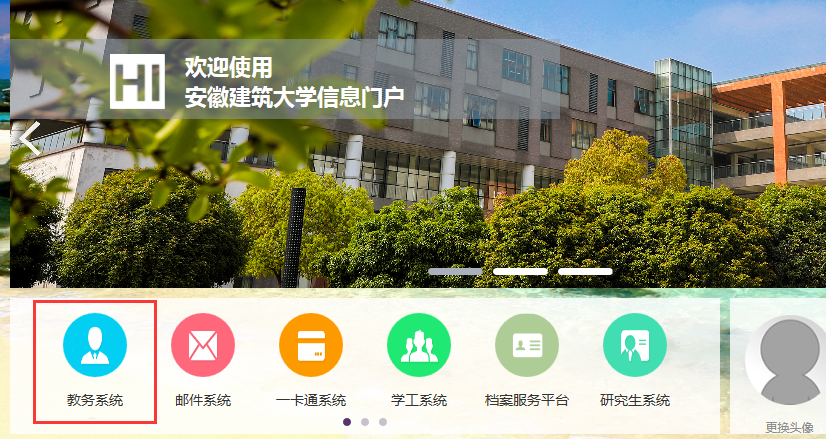 HI
欢迎使用
安徽建筑大学信息门户
教务系统
邮件系统
一卡通系统
学工系统
档案服务平台
研究生系统
更换头像